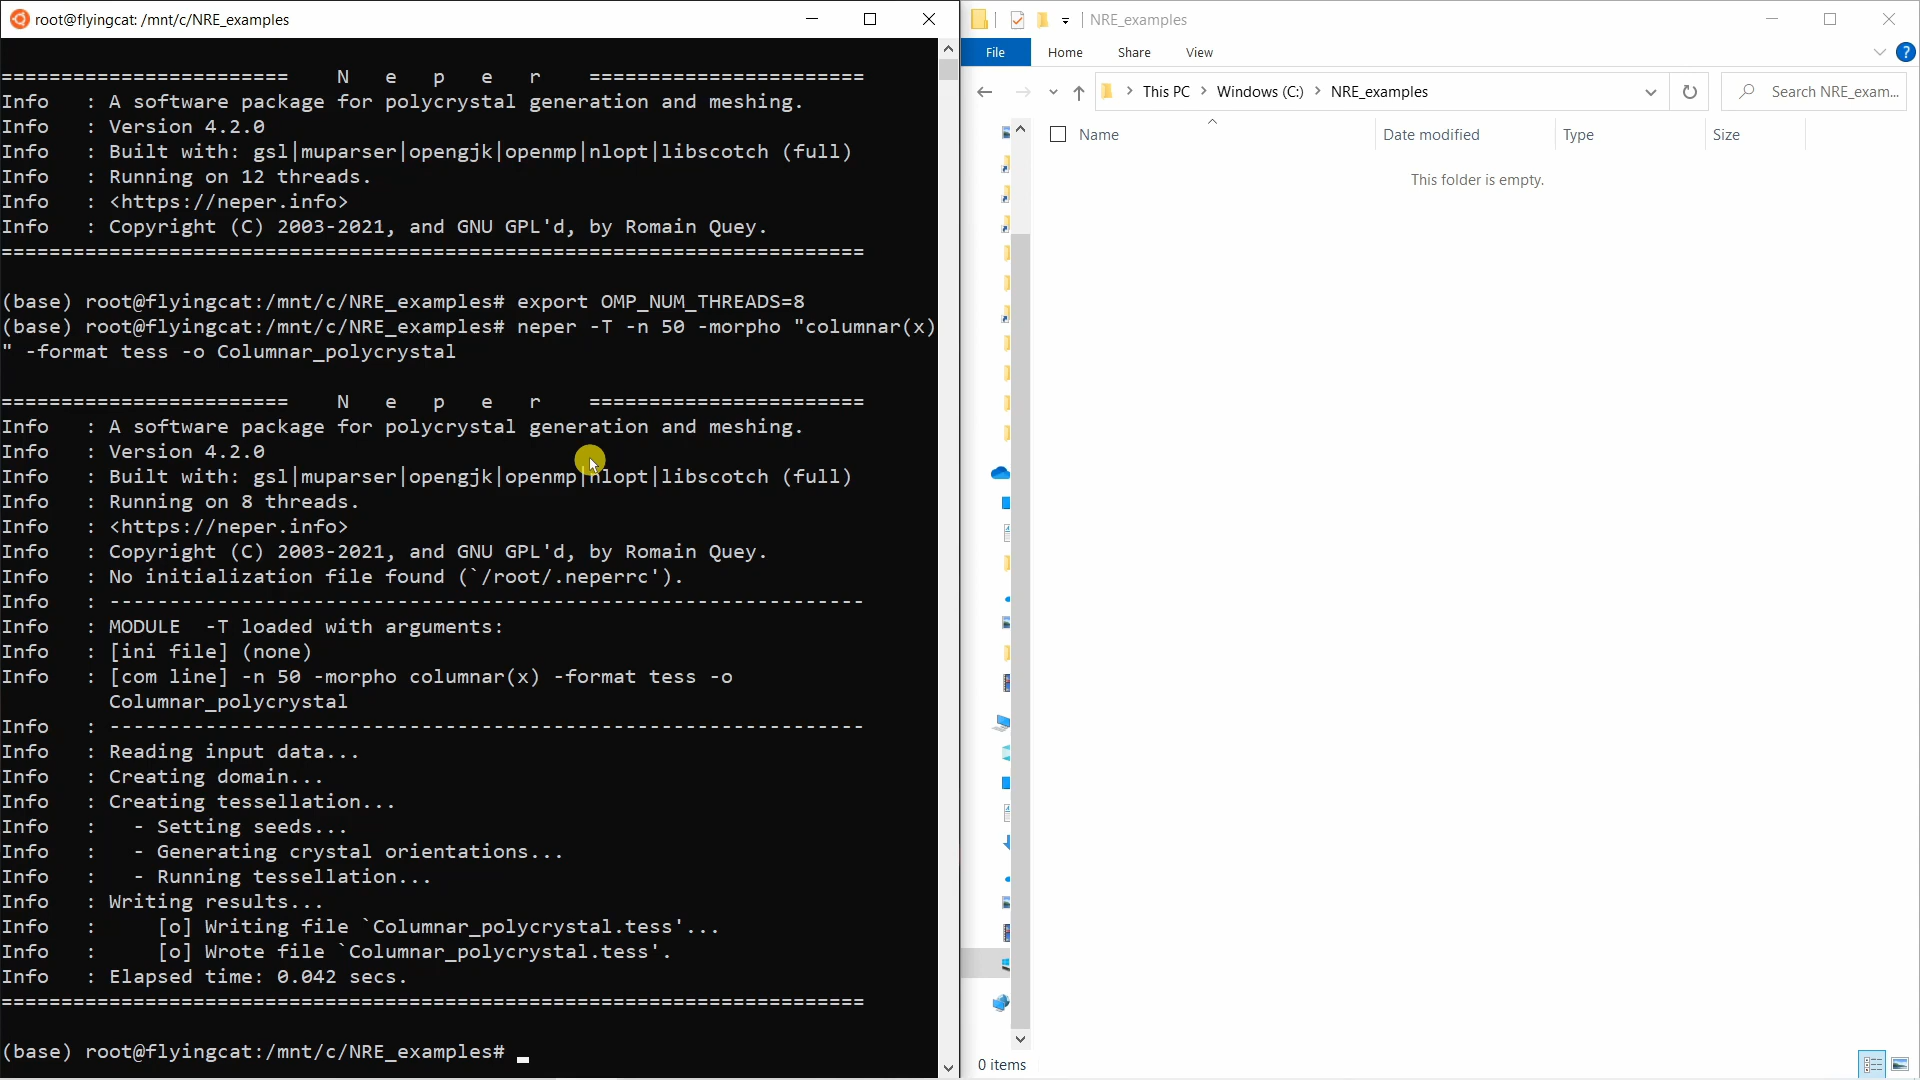 root@flyingcat: /mnt/c/NRE_examples
======================== N e p e r =======================
Info : A software package for polycrystal generation and meshing.
Info : Version 4.2.0
Info : Built with: gsl|muparser|opengjk|openmp|nlopt|libscotch (full)
Info : Running on 12 threads.
Info : <https://neper.info>
Info : Copyright (C) 2003-2021, and GNU GPL'd, by Romain Quey.
========================================================================
(base) root@flyingcat:/mnt/c/NRE_examples# export OMP_NUM_THREADS=8
(base) root@flyingcat:/mnt/c/NRE_examples# neper -T -n 50 -morpho "columnar(x)
" -format tess -o Columnar_polycrystal
======================== N e p e r =======================
Info : A software package for polycrystal generation and meshing.
Info : Version 4.2.0
Info : Built with: gsl|muparser|opengjk|openmp|nlopt|libscotch (full)
Info : Running on 8 threads.
Info : <https://neper.info>
Info : Copyright (C) 2003-2021, and GNU GPL'd, by Romain Quey.
Info : No initialization file found (`/root/.neperrc').
Info : ---------------------------------------------------------------
Info : MODULE -T loaded with arguments:
Info : [ini file] (none)
Info : [com line] -n 50 -morpho columnar(x) -format tess -o
Columnar_polycrystal
Info : ---------------------------------------------------------------
Info : Reading input data...
Info : Creating domain...
Info : Creating tessellation...
Info : - Setting seeds...
Info : - Generating crystal orientations...
Info : - Running tessellation...
Info : Writing results...
Info : [o] Writing file `Columnar_polycrystal.tess'...
Info : [o] Wrote file `Columnar_polycrystal.tess'.
Info : Elapsed time: 0.042 secs.
========================================================================
(base) root@flyingcat:/mnt/c/NRE_examples#
NRE_examples
File Home Share View
This PC > Windows (C:) > NRE_examples
Search NRE_exam...
Name Date modified Type Size
This folder is empty.
0 items